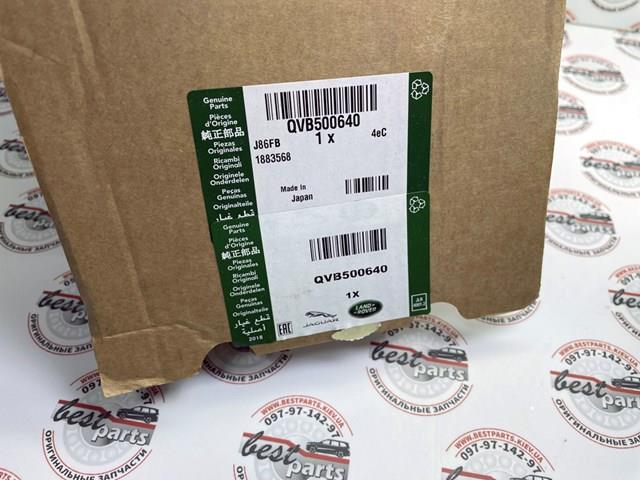 Genuine
Parts
Pièces
d'Origine
純正部品
Piezas
Originales
Ricambi
Originali
Originele
Onderdelen
Peças
Genuinas
Originalteile
قطع غيار
QVB500640
1 x
4eC
J86FB
1883568
Made in
Japan
Genuine
Parts
Pièces
d'Origine
純正部品
Piezas
Originales
Ricambi
Originali
Originele
Onderdelen
Peças
Genuinas
Originalteile
قطع غيار
أصلية
2018
QVB500640
1X
EAC
JAGUAR
LAND-
ROVER
WWW.BESTPARTS.KIEV.UA
097-97-142-97
best
parts
ОРИГИНАЛЬНЫЕ ЗАПЧАСТИ